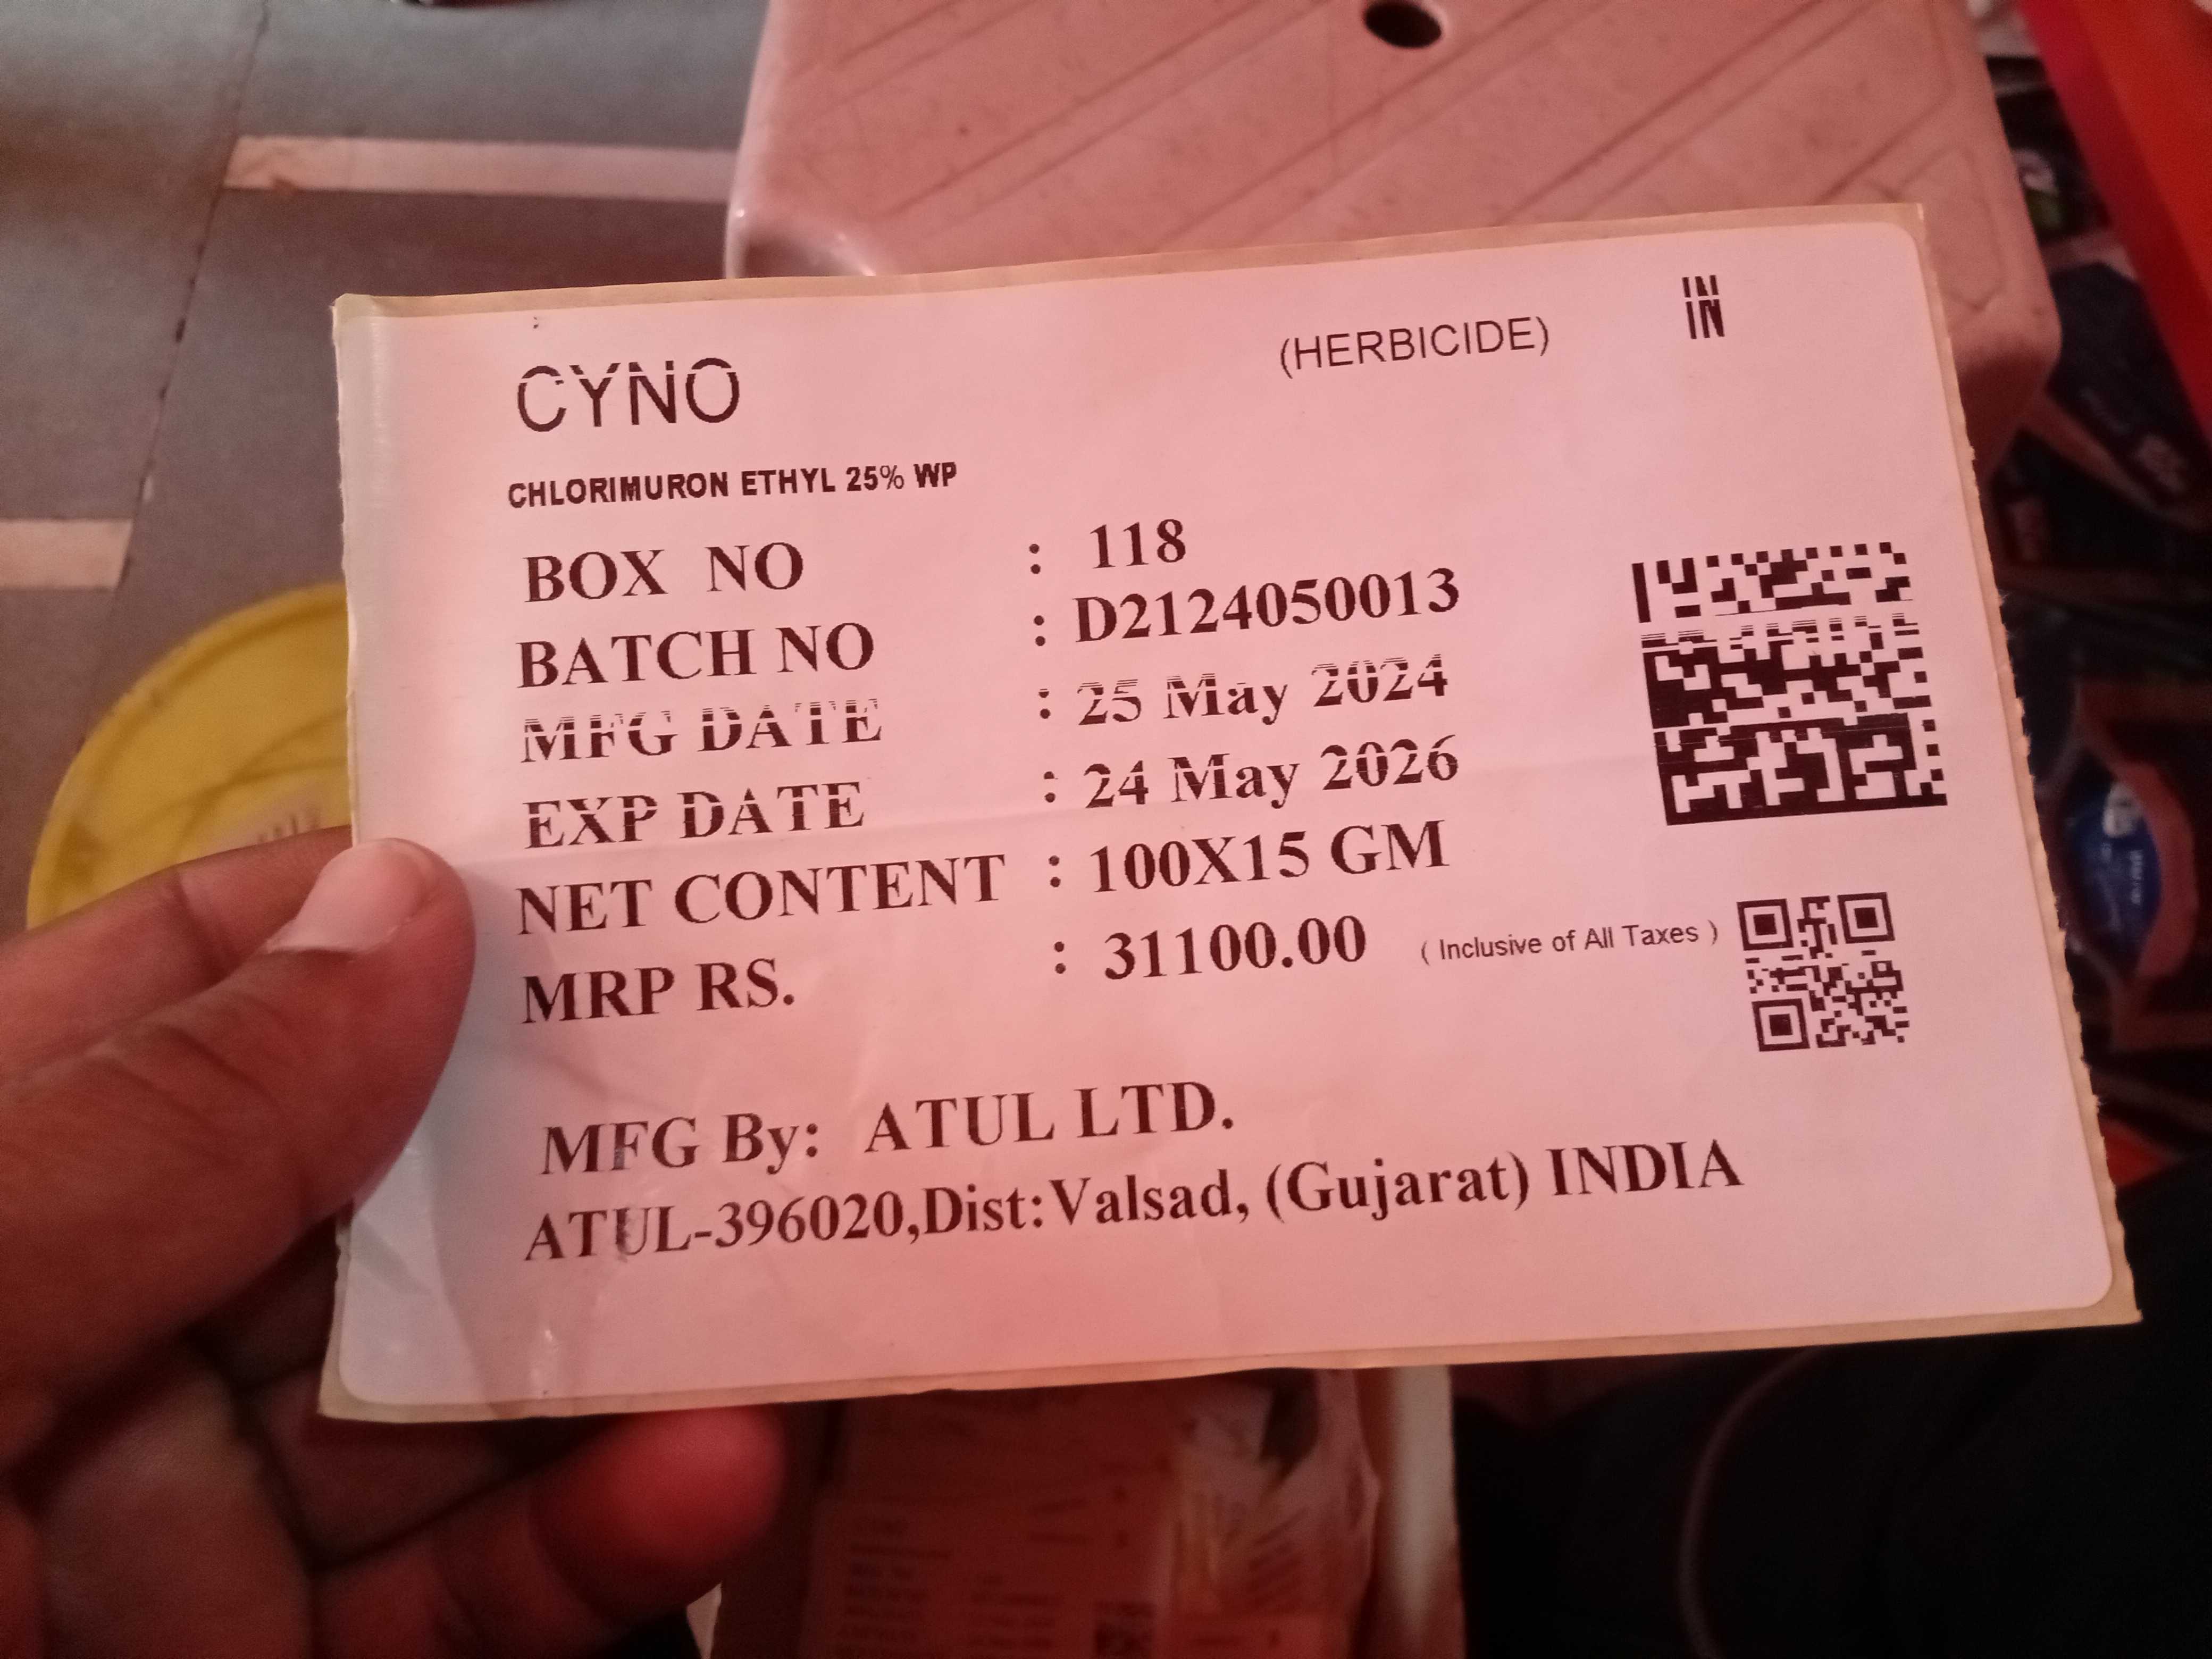 CYNO (HERBICIDE) IN
CHLORIMURON ETHYL 25% WP
BOX NO : 118
BATCH NO : D2124050013
MFG DATE : 25 May 2024
EXP DATE : 24 May 2026
NET CONTENT : 100X15 GM
MRP RS. : 31100.00 ( Inclusive of All Taxes )
MFG By: ATUL LTD.
ATUL-396020,Dist:Valsad, (Gujarat) INDIA